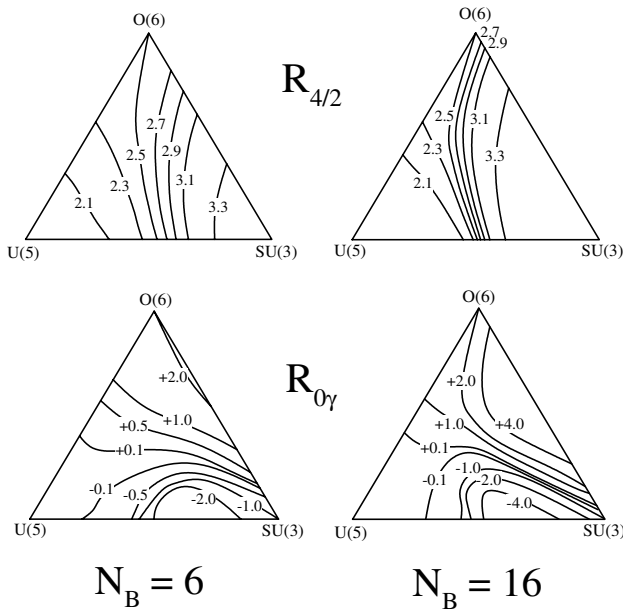 O(6)
2.7
2.5
2.9
2.3
3.1
2.1
3.3
U(5)
SU(3)
R4/2
O(6)
2.7
2.9
2.5
3.1
2.3
3.3
2.1
U(5)
SU(3)
O(6)
+2.0
+1.0
+0.5
+0.1
-0.1
-0.5
-2.0
-1.0
U(5)
SU(3)
R0γ
O(6)
+2.0
+4.0
+1.0
+0.1
-0.1
-1.0
-2.0
-4.0
U(5)
SU(3)
NB = 6
NB = 16